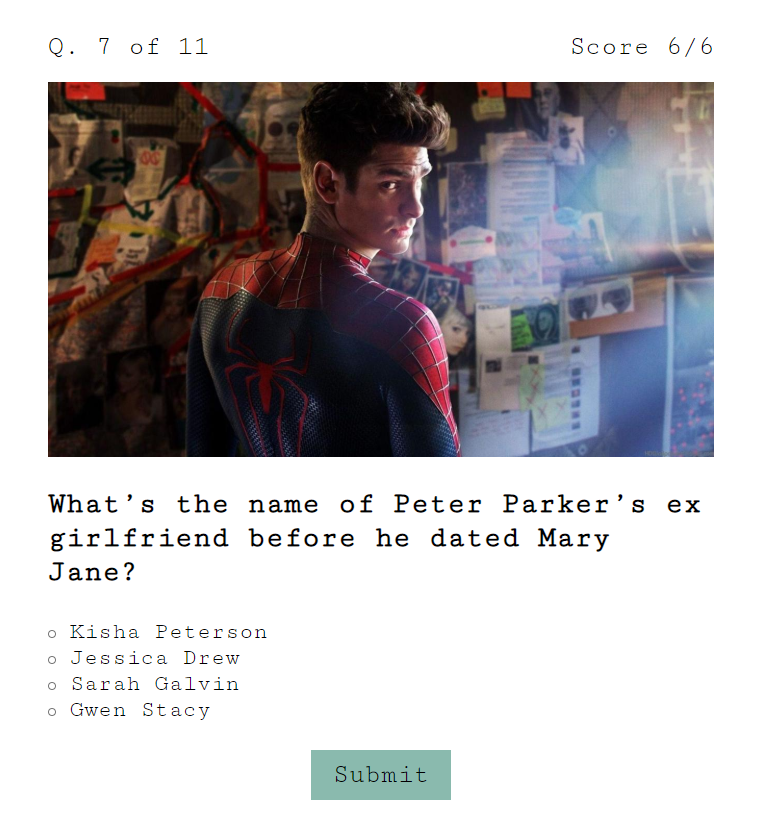 Q. 7 of 11
Score 6/6
What's the name of Peter Parker's ex
girlfriend before he dated Mary
Jane?
Kisha Peterson
Jessica Drew
Sarah Galvin
Gwen Stacy
Submit